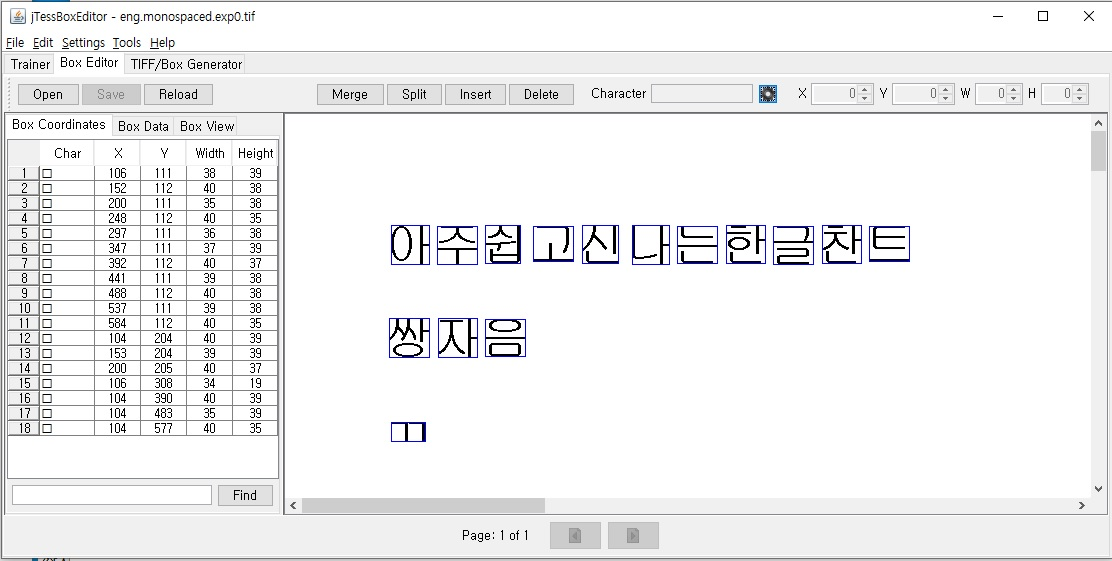 jTessBoxEditor - eng.monospaced.exp0.tif
File Edit Settings Tools Help
Trainer Box Editor TIFF/Box Generator
Open Save Reload Merge Split Insert Delete Character X 0 Y 0 W 0 H 0
Box Coordinates Box Data Box View
Char X Y Width Height
1 □ 106 111 38 39
2 □ 152 112 40 38
3 □ 200 111 35 38
4 □ 248 112 40 35
5 □ 297 111 36 38
6 □ 347 111 37 39
7 □ 392 112 40 37
8 □ 441 111 39 38
9 □ 488 112 40 38
10 □ 537 111 39 38
11 □ 584 112 40 35
12 □ 104 204 40 39
13 □ 153 204 39 39
14 □ 200 205 40 37
15 □ 106 308 34 19
16 □ 104 390 40 39
17 □ 104 483 35 39
18 □ 104 577 40 35
Find
아주쉽고신나는한글찬트
쌍자음
Page: 1 of 1